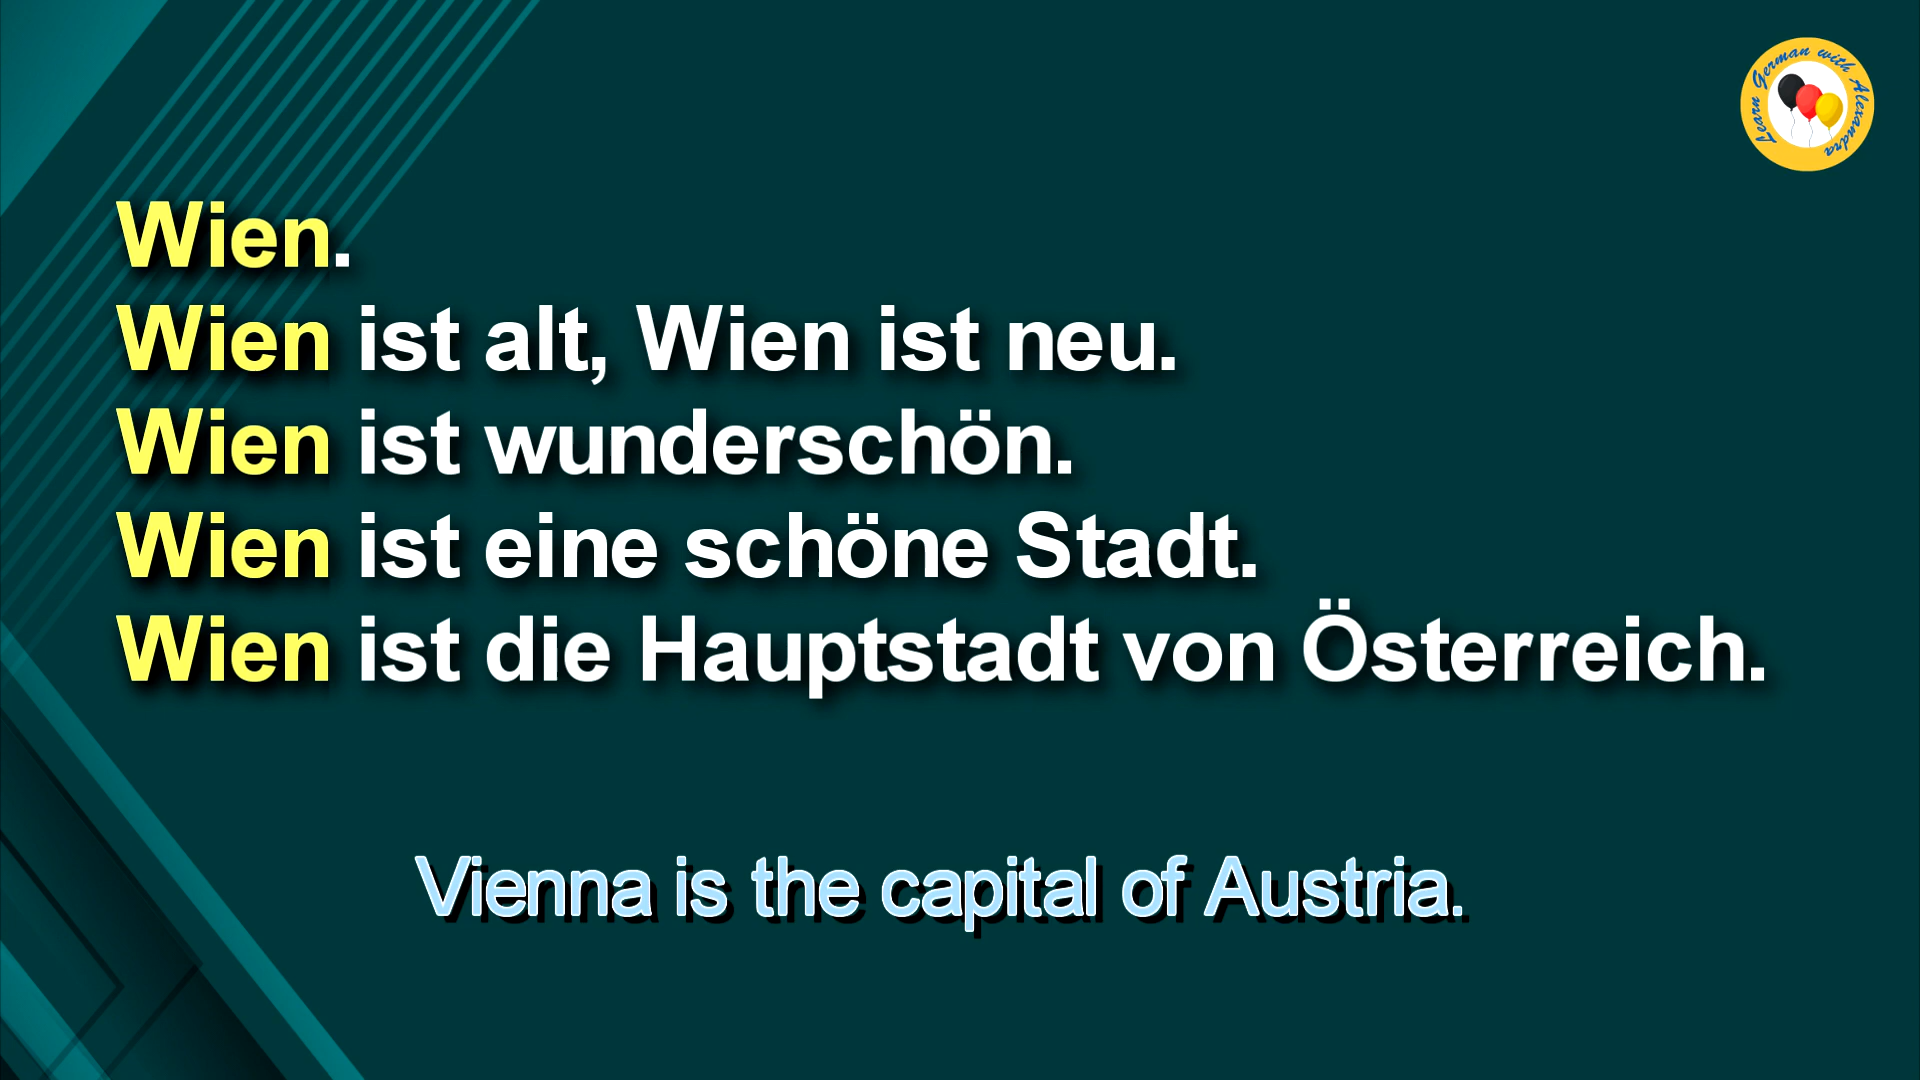 Learn German with Alexandra
Wien.
Wien ist alt, Wien ist neu.
Wien ist wunderschön.
Wien ist eine schöne Stadt.
Wien ist die Hauptstadt von Österreich.
Vienna is the capital of Austria.